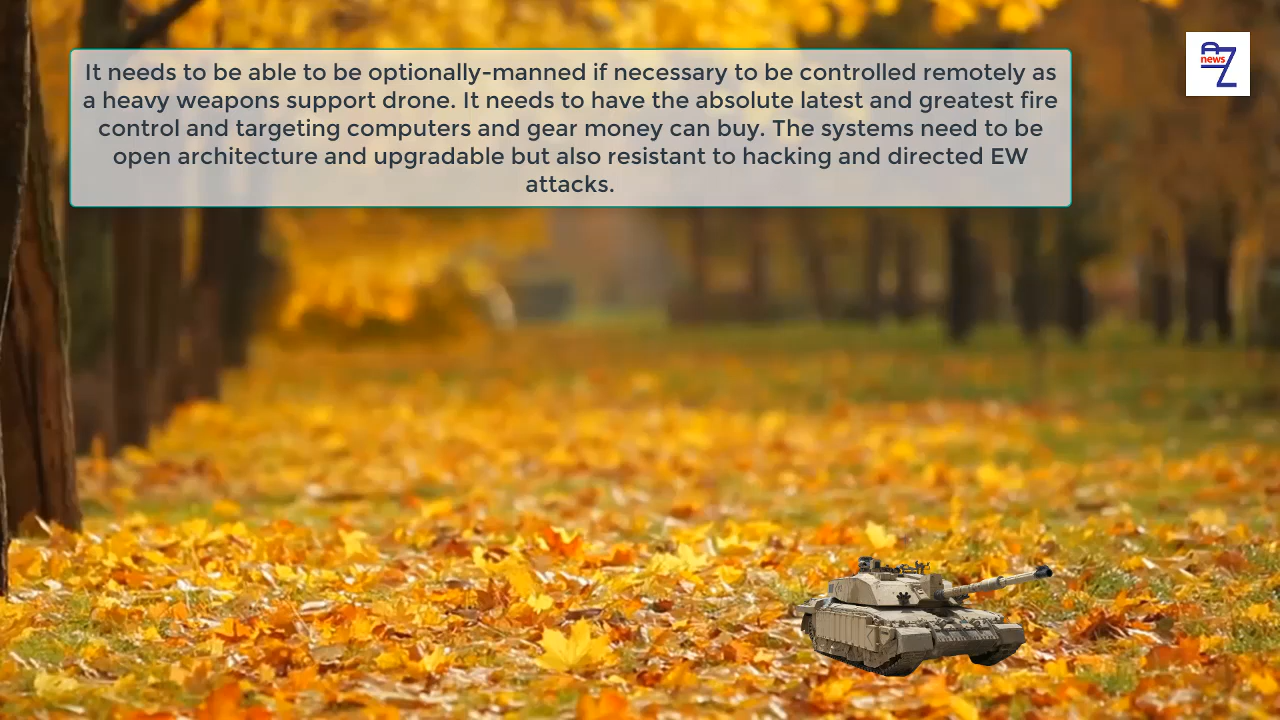 It needs to be able to be optionally-manned if necessary to be controlled remotely as
a heavy weapons support drone. It needs to have the absolute latest and greatest fire
control and targeting computers and gear money can buy. The systems need to be
open architecture and upgradable but also resistant to hacking and directed EW
attacks.
A
news
Z